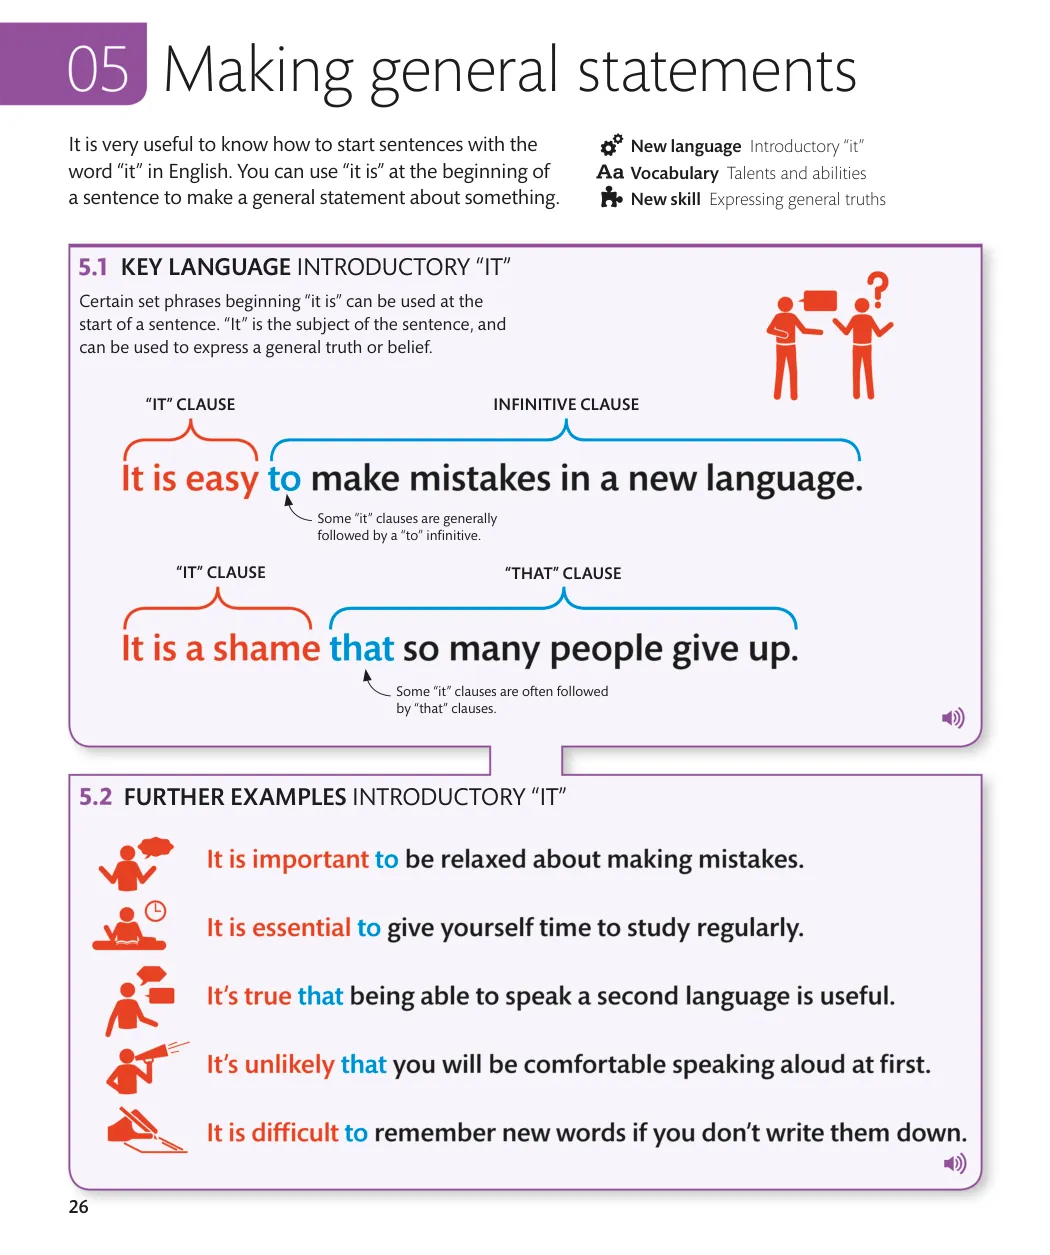 05 Making general statements
It is very useful to know how to start sentences with the
word “it” in English. You can use “it is” at the beginning of
a sentence to make a general statement about something.
New language Introductory “it”
Aa Vocabulary Talents and abilities
New skill Expressing general truths
5.1 KEY LANGUAGE INTRODUCTORY “IT”
Certain set phrases beginning “it is” can be used at the
start of a sentence. “It” is the subject of the sentence, and
can be used to express a general truth or belief.
?
“IT” CLAUSE INFINITIVE CLAUSE
It is easy to make mistakes in a new language.
Some “it” clauses are generally
followed by a “to” infinitive.
“IT” CLAUSE “THAT” CLAUSE
It is a shame that so many people give up.
Some “it” clauses are often followed
by “that” clauses.
5.2 FURTHER EXAMPLES INTRODUCTORY “IT”
It is important to be relaxed about making mistakes.
It is essential to give yourself time to study regularly.
It’s true that being able to speak a second language is useful.
It’s unlikely that you will be comfortable speaking aloud at first.
It is difficult to remember new words if you don’t write them down.
26